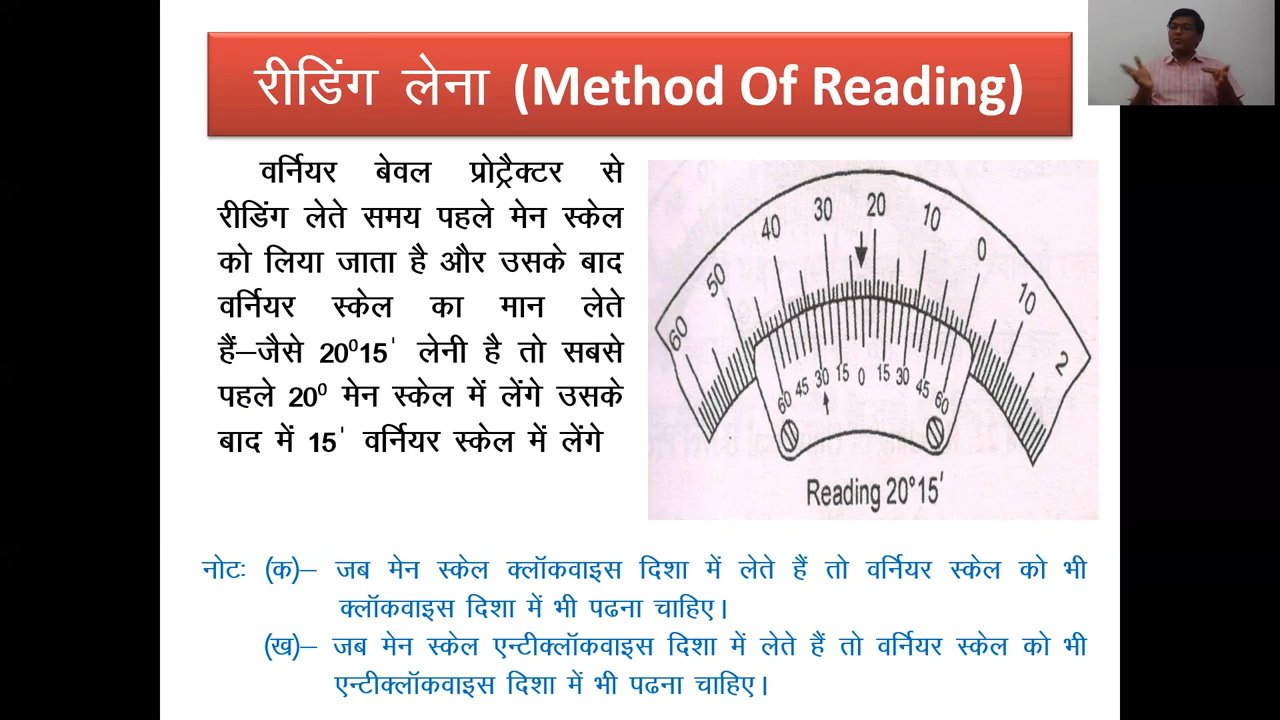 रीडिंग लेना (Method Of Reading)
वर्नियर बेवल प्रोट्रैक्टर से
रीडिंग लेते समय पहले मेन स्केल
को लिया जाता है और उसके बाद
वर्नियर स्केल का मान लेते
हैं–जैसे 20⁰15' लेनी है तो सबसे
पहले 20⁰ मेन स्केल में लेंगे उसके
बाद में 15' वर्नियर स्केल में लेंगे
60 50 40 30 20 10 0 10 2
60 45 30 15 0 15 30 45 60
Reading 20°15'
नोटः (क)– जब मेन स्केल क्लॉकवाइस दिशा में लेते हैं तो वर्नियर स्केल को भी
क्लॉकवाइस दिशा में भी पढना चाहिए।
(ख)– जब मेन स्केल एन्टीक्लॉकवाइस दिशा में लेते हैं तो वर्नियर स्केल को भी
एन्टीक्लॉकवाइस दिशा में भी पढना चाहिए।